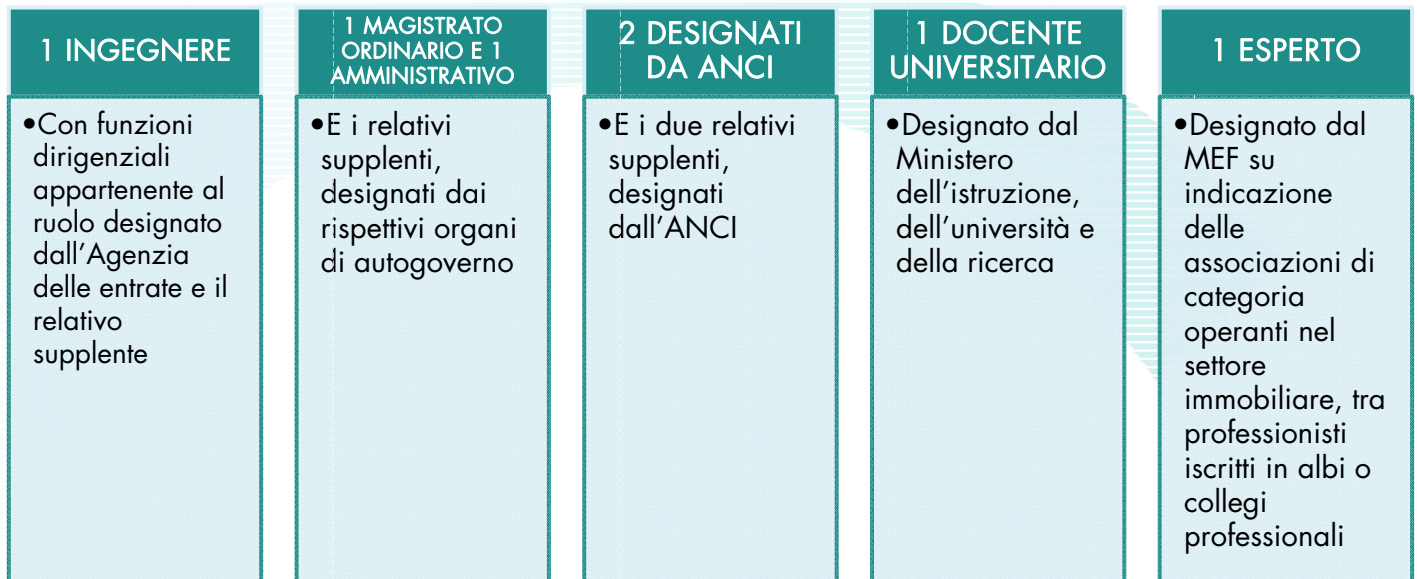 1 INGEGNERE
•Con funzioni
dirigenziali
appartenente al
ruolo designato
dall’Agenzia
delle entrate e il
relativo
supplente
1 MAGISTRATO
ORDINARIO E 1
AMMINISTRATIVO
•E i relativi
supplenti,
designati dai
rispettivi organi
di autogoverno
2 DESIGNATI
DA ANCI
•E i due relativi
supplenti,
designati
dall’ANCI
1 DOCENTE
UNIVERSITARIO
•Designato dal
Ministero
dell’istruzione,
dell’università e
della ricerca
1 ESPERTO
•Designato dal
MEF su
indicazione
delle
associazioni di
categoria
operanti nel
settore
immobiliare, tra
professionisti
iscritti in albi o
collegi
professionali